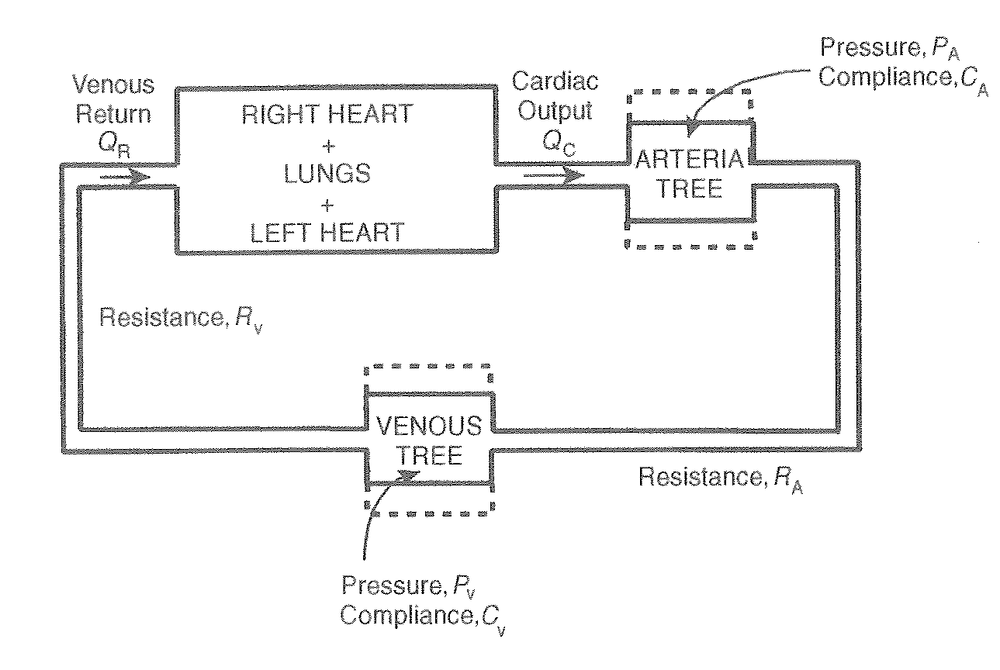 Pressure, P_A
Compliance, C_A
Venous
Return
Q_R
RIGHT HEART
+
LUNGS
+
LEFT HEART
Cardiac
Output
Q_C
ARTERIA
TREE
Resistance, R_v
VENOUS
TREE
Resistance, R_A
Pressure, P_v
Compliance, C_v